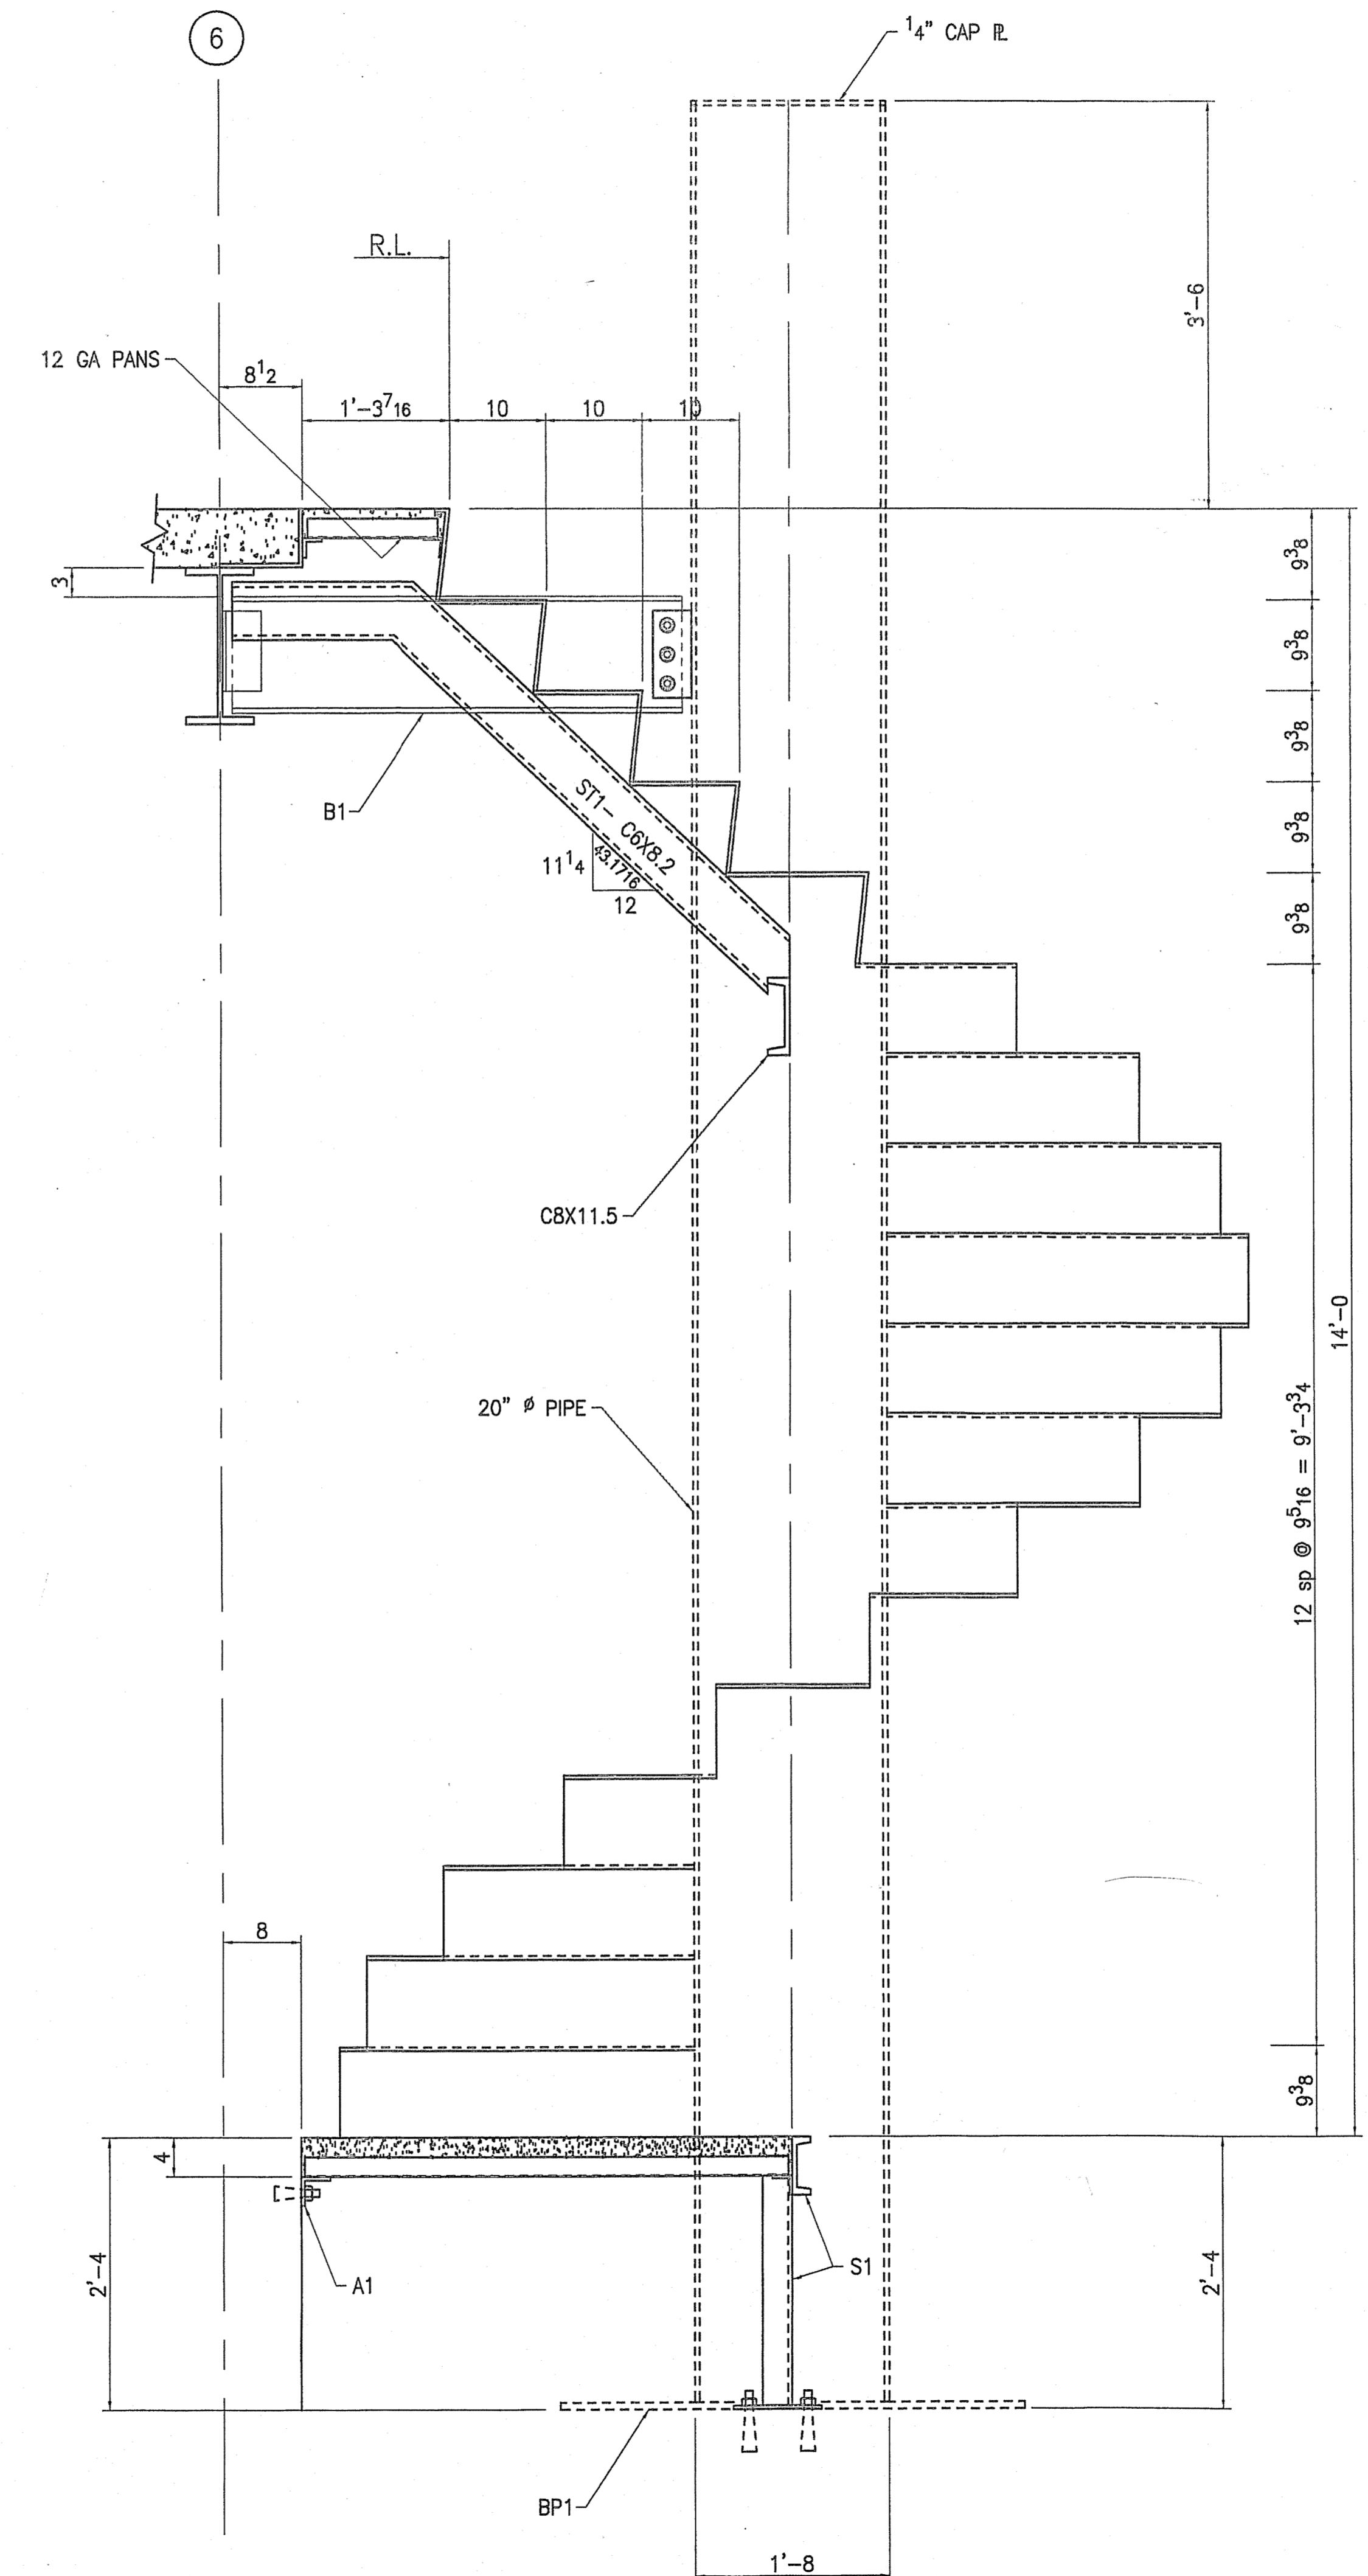 6
1/4" CAP PL
R.L.
3'-6
12 GA PANS
8 1/2
1'-3 7/16
10
10
10
3
9 3/8
9 3/8
9 3/8
9 3/8
9 3/8
B1
ST1- C6X8.2
11 1/4
43.1716
12
C8X11.5
14'-0
20" Ø PIPE
12 sp @ 9 5/16 = 9'-3 3/4
8
9 3/8
4
2'-4
A1
S1
2'-4
BP1
1'-8